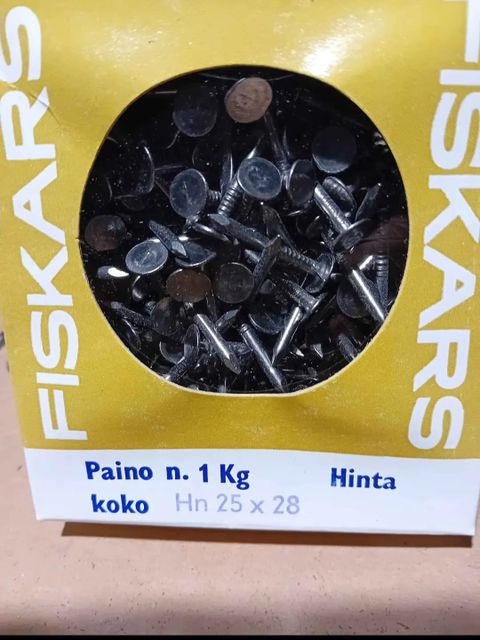 FISKARS
FISKARS
Paino n. 1 Kg Hinta
koko Hn 25 x 28